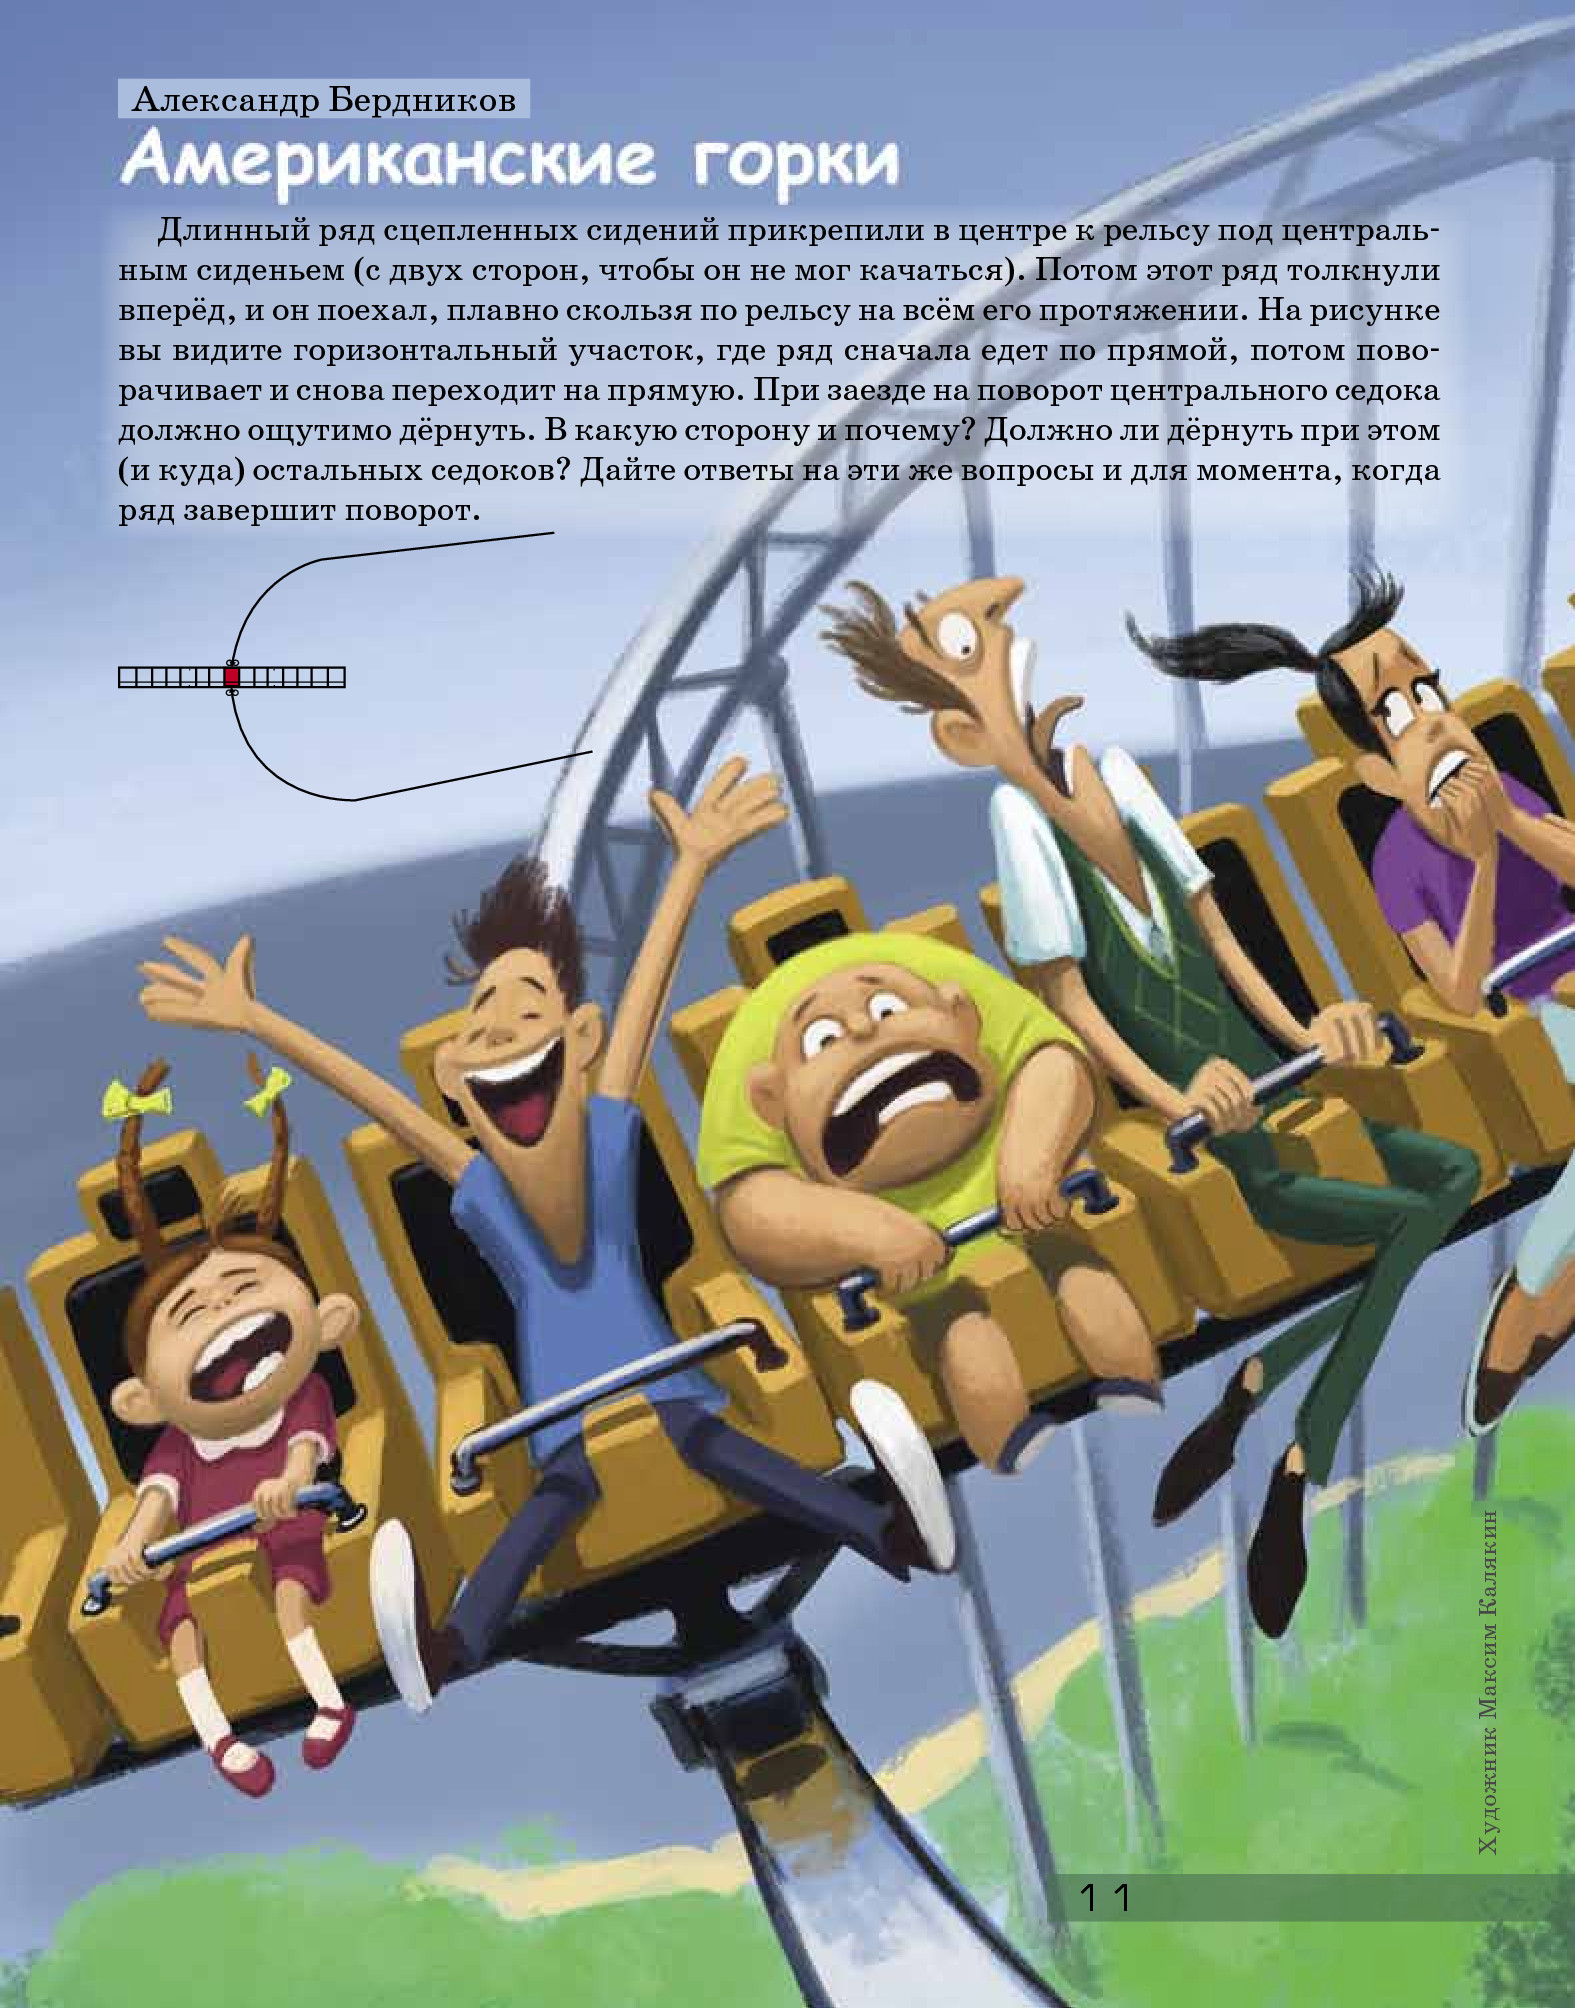 Александр Бердников
Американские горки
Длинный ряд сцепленных сидений прикрепили в центре к рельсу под централь-
ным сиденьем (с двух сторон, чтобы он не мог качаться). Потом этот ряд толкнули
вперёд, и он поехал, плавно скользя по рельсу на всём его протяжении. На рисунке
вы видите горизонтальный участок, где ряд сначала едет по прямой, потом пово-
рачивает и снова переходит на прямую. При заезде на поворот центрального седока
должно ощутимо дёрнуть. В какую сторону и почему? Должно ли дёрнуть при этом
(и куда) остальных седоков? Дайте ответы на эти же вопросы и для момента, когда
ряд завершит поворот.
Художник Максим Калякин
11